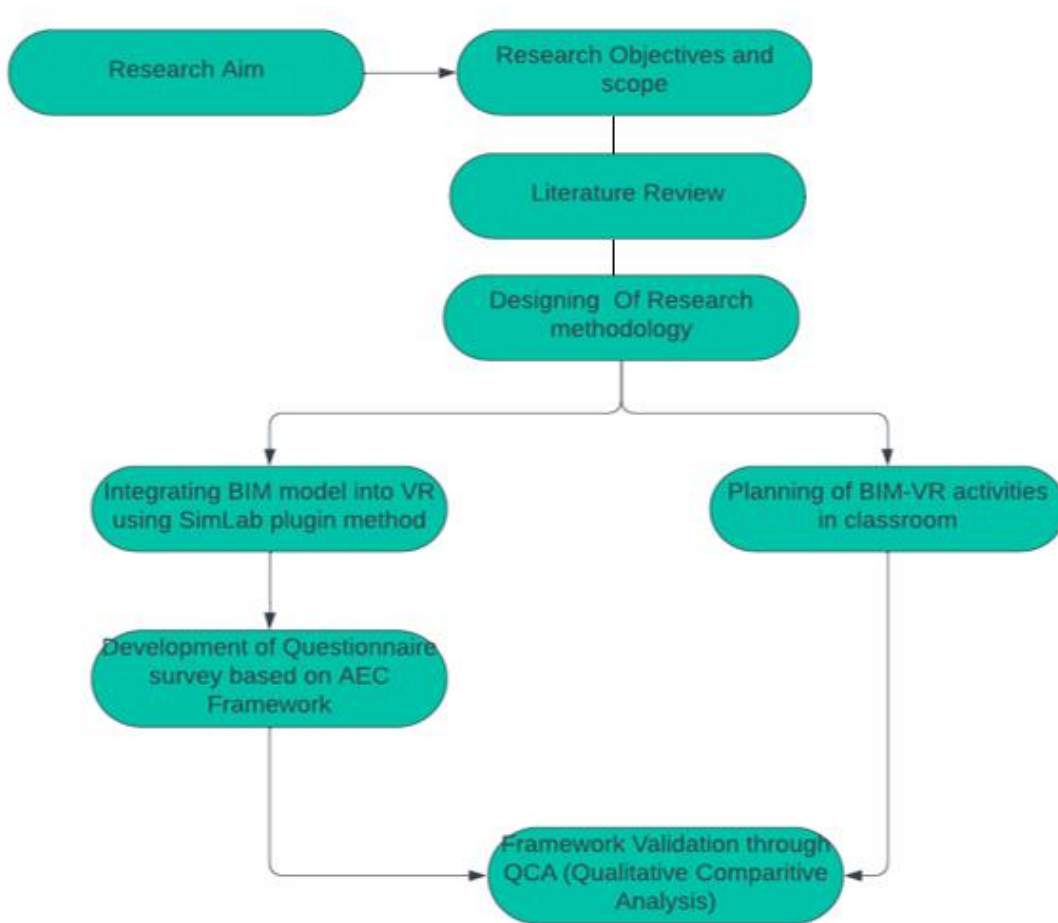 Research Aim
Research Objectives and
scope
Literature Review
Designing Of Research
methodology
Integrating BIM model into VR
using SimLab plugin method
Planning of BIM-VR activities
in classroom
Development of Questionnaire
survey based on AEC
Framework
Framework Validation through
QCA (Qualitative Comparitive
Analysis)